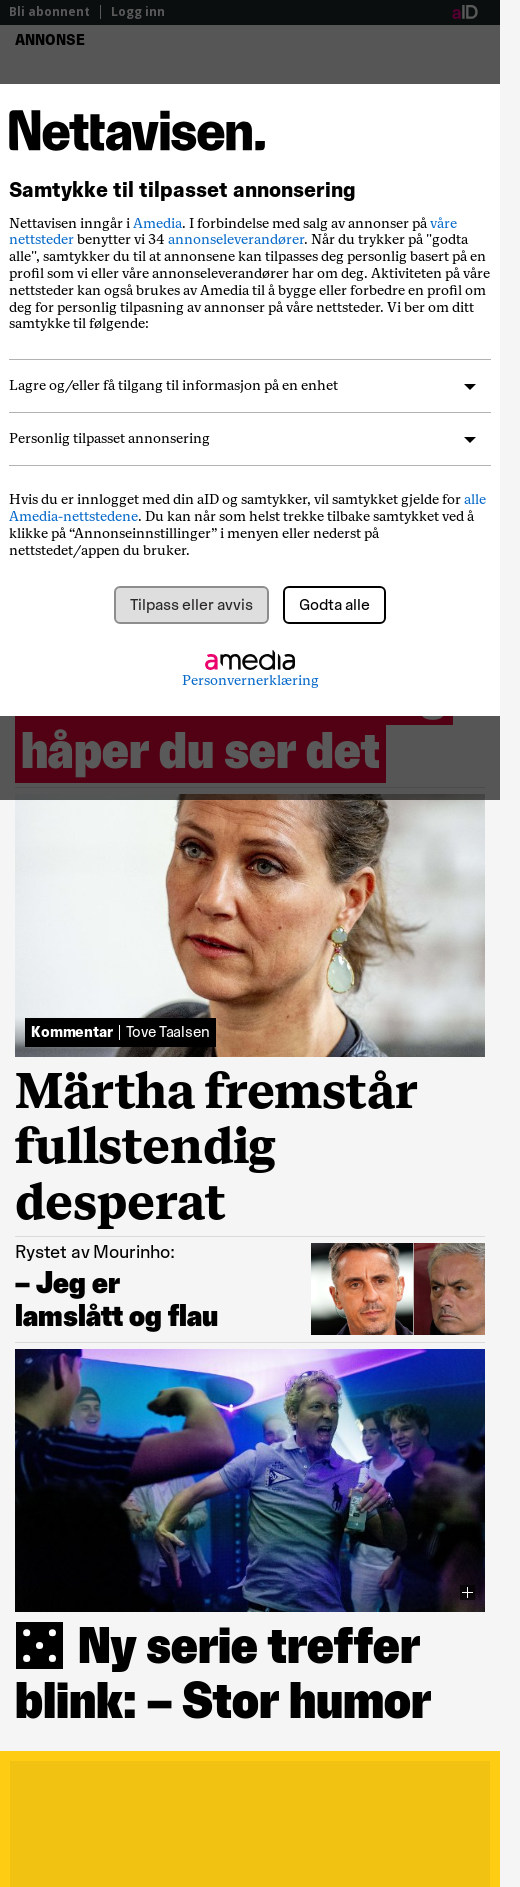 Bli abonnent | Logg inn aID
ANNONSE
Nettavisen.
Samtykke til tilpasset annonsering
Nettavisen inngår i Amedia. I forbindelse med salg av annonser på våre
nettsteder benytter vi 34 annonseleverandører. Når du trykker på "godta
alle", samtykker du til at annonsene kan tilpasses deg personlig basert på en
profil som vi eller våre annonseleverandører har om deg. Aktiviteten på våre
nettsteder kan også brukes av Amedia til å bygge eller forbedre en profil om
deg for personlig tilpasning av annonser på våre nettsteder. Vi ber om ditt
samtykke til følgende:
Lagre og/eller få tilgang til informasjon på en enhet
Personlig tilpasset annonsering
Hvis du er innlogget med din aID og samtykker, vil samtykket gjelde for alle
Amedia-nettstedene. Du kan når som helst trekke tilbake samtykket ved å
klikke på “Annonseinnstillinger” i menyen eller nederst på
nettstedet/appen du bruker.
Tilpass eller avvis Godta alle
amedia
Personvernerklæring
håper du ser det
Kommentar | Tove Taalsen
Märtha fremstår
fullstendig
desperat
Rystet av Mourinho:
– Jeg er
lamslått og flau
Ny serie treffer
blink: – Stor humor